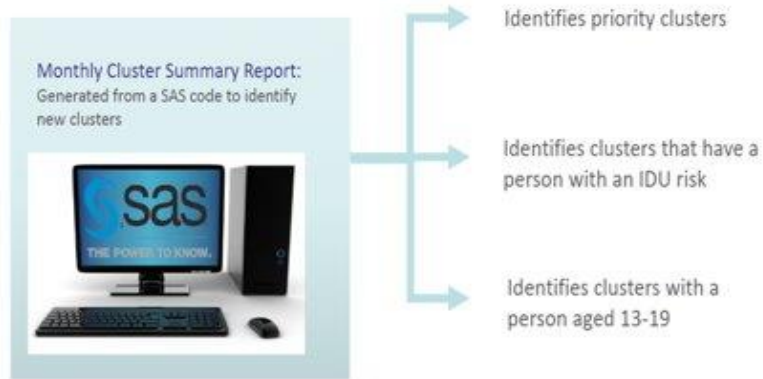 Monthly Cluster Summary Report:
Generated from a SAS code to identify
new clusters
sas
THE POWER TO KNOW.
Identifies priority clusters
Identifies clusters that have a
person with an IDU risk
Identifies clusters with a
person aged 13-19